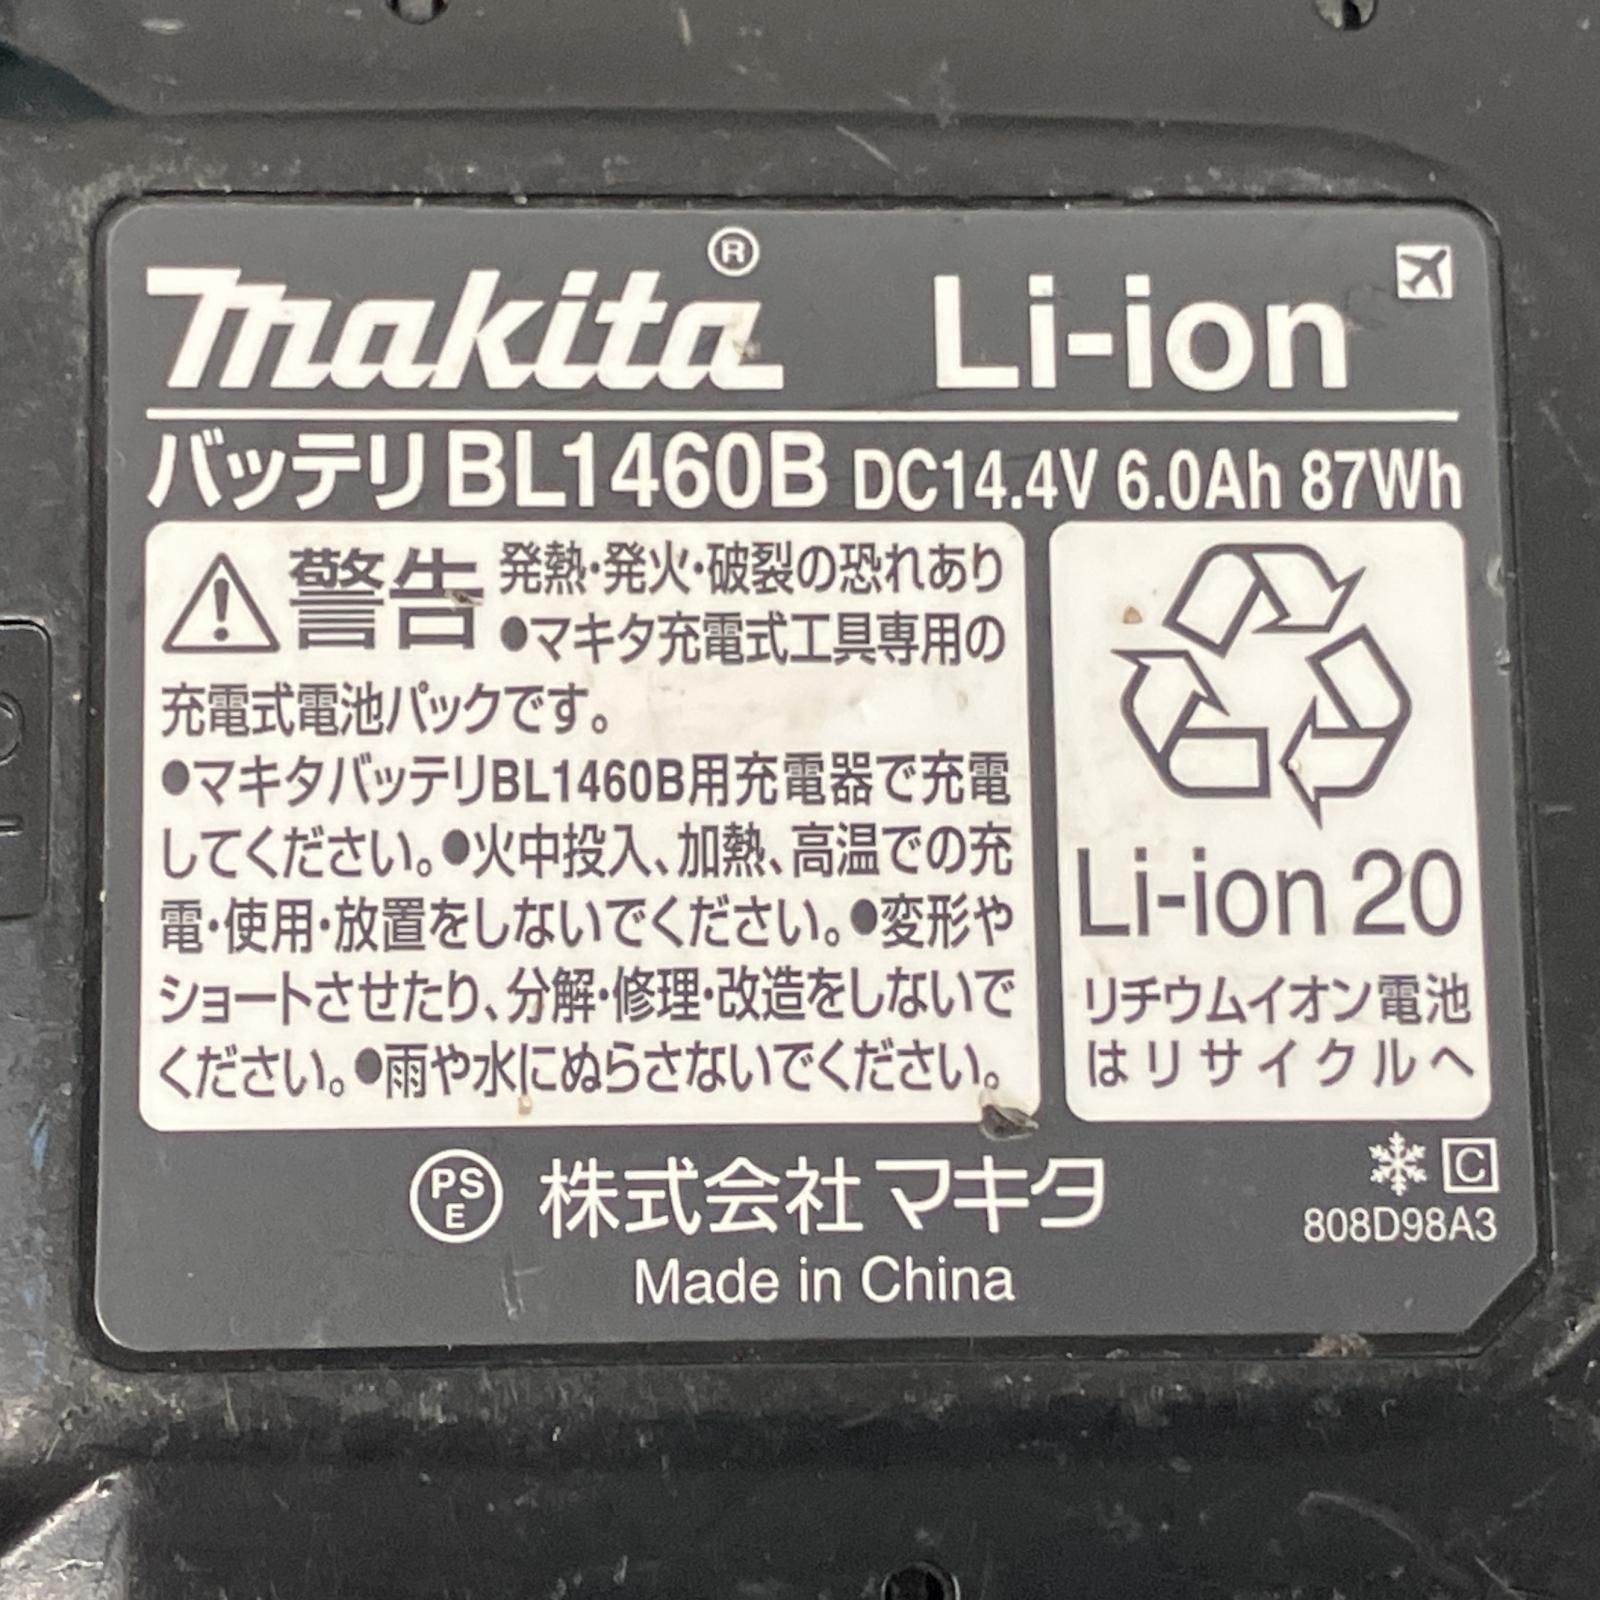 makita® Li-ion
バッテリ BL1460B DC14.4V 6.0Ah 87Wh
警告 発熱・発火・破裂の恐れあり
●マキタ充電式工具専用の
充電式電池パックです。
●マキタバッテリBL1460B用充電器で充電
してください。●火中投入、加熱、高温での充
電・使用・放置をしないでください。●変形や
ショートさせたり、分解・修理・改造をしないで
ください。●雨や水にぬらさないでください。
Li-ion 20
リチウムイオン電池
はリサイクルへ
PS
E
株式会社マキタ
Made in China
C
808D98A3